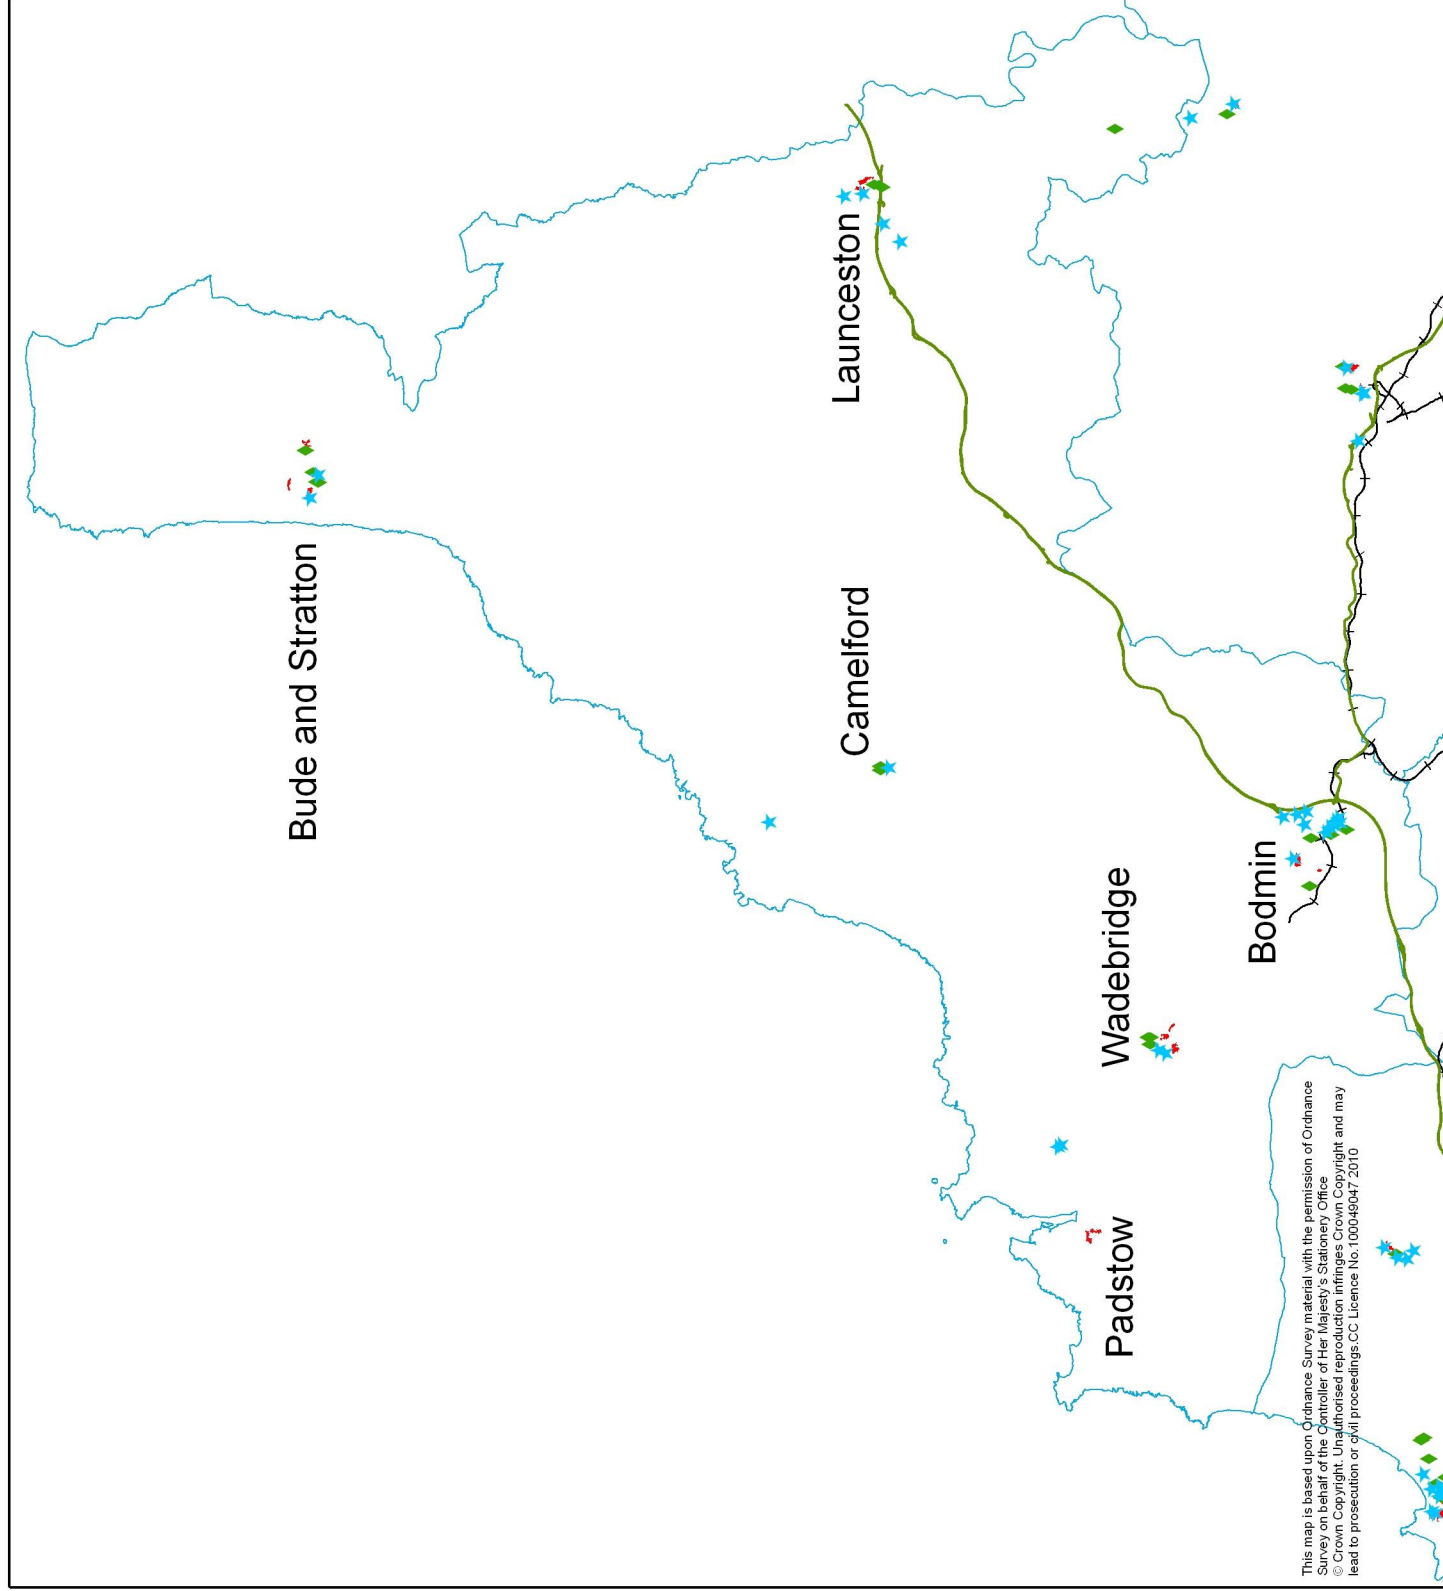 Bude and Stratton
Launceston
Camelford
Wadebridge
Bodmin
Padstow
This map is based upon Ordnance Survey material with the permission of Ordnance
Survey on behalf of the Controller of Her Majesty's Stationery Office
© Crown Copyright. Unauthorised reproduction infringes Crown Copyright and may
lead to prosecution or civil proceedings.CC Licence No.100049047 2010